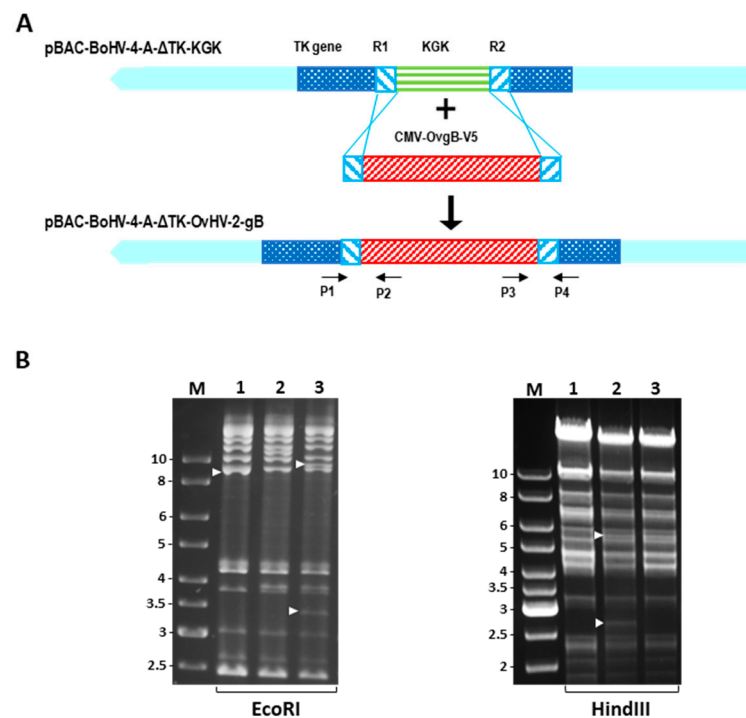 A
pBAC-BoHV-4-A-ΔTK-KGK
TK gene R1 KGK R2
+
CMV-OvgB-V5
pBAC-BoHV-4-A-ΔTK-OvHV-2-gB
P1 P2 P3 P4
B
M 1 2 3 M 1 2 3
10
8
6
5
4
3.5
3
2.5
EcoRI
10
8
6
5
4
3.5
3
2.5
2
HindIII